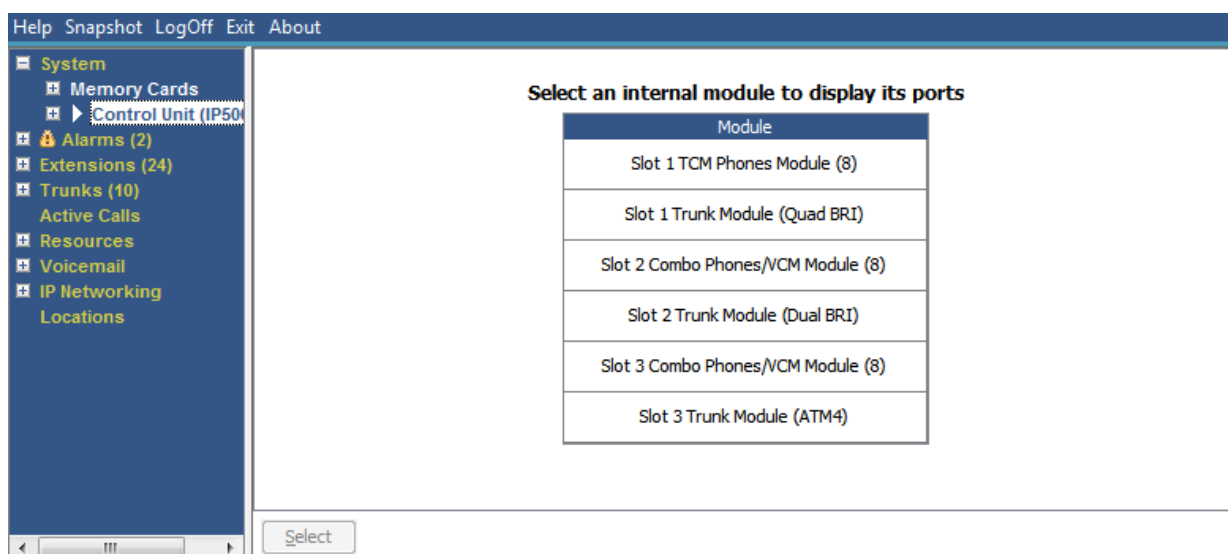 Help Snapshot LogOff Exit About
System
Memory Cards
Control Unit (IP50
Alarms (2)
Extensions (24)
Trunks (10)
Active Calls
Resources
Voicemail
IP Networking
Locations
Select an internal module to display its ports
Module
Slot 1 TCM Phones Module (8)
Slot 1 Trunk Module (Quad BRI)
Slot 2 Combo Phones/VCM Module (8)
Slot 2 Trunk Module (Dual BRI)
Slot 3 Combo Phones/VCM Module (8)
Slot 3 Trunk Module (ATM4)
Select